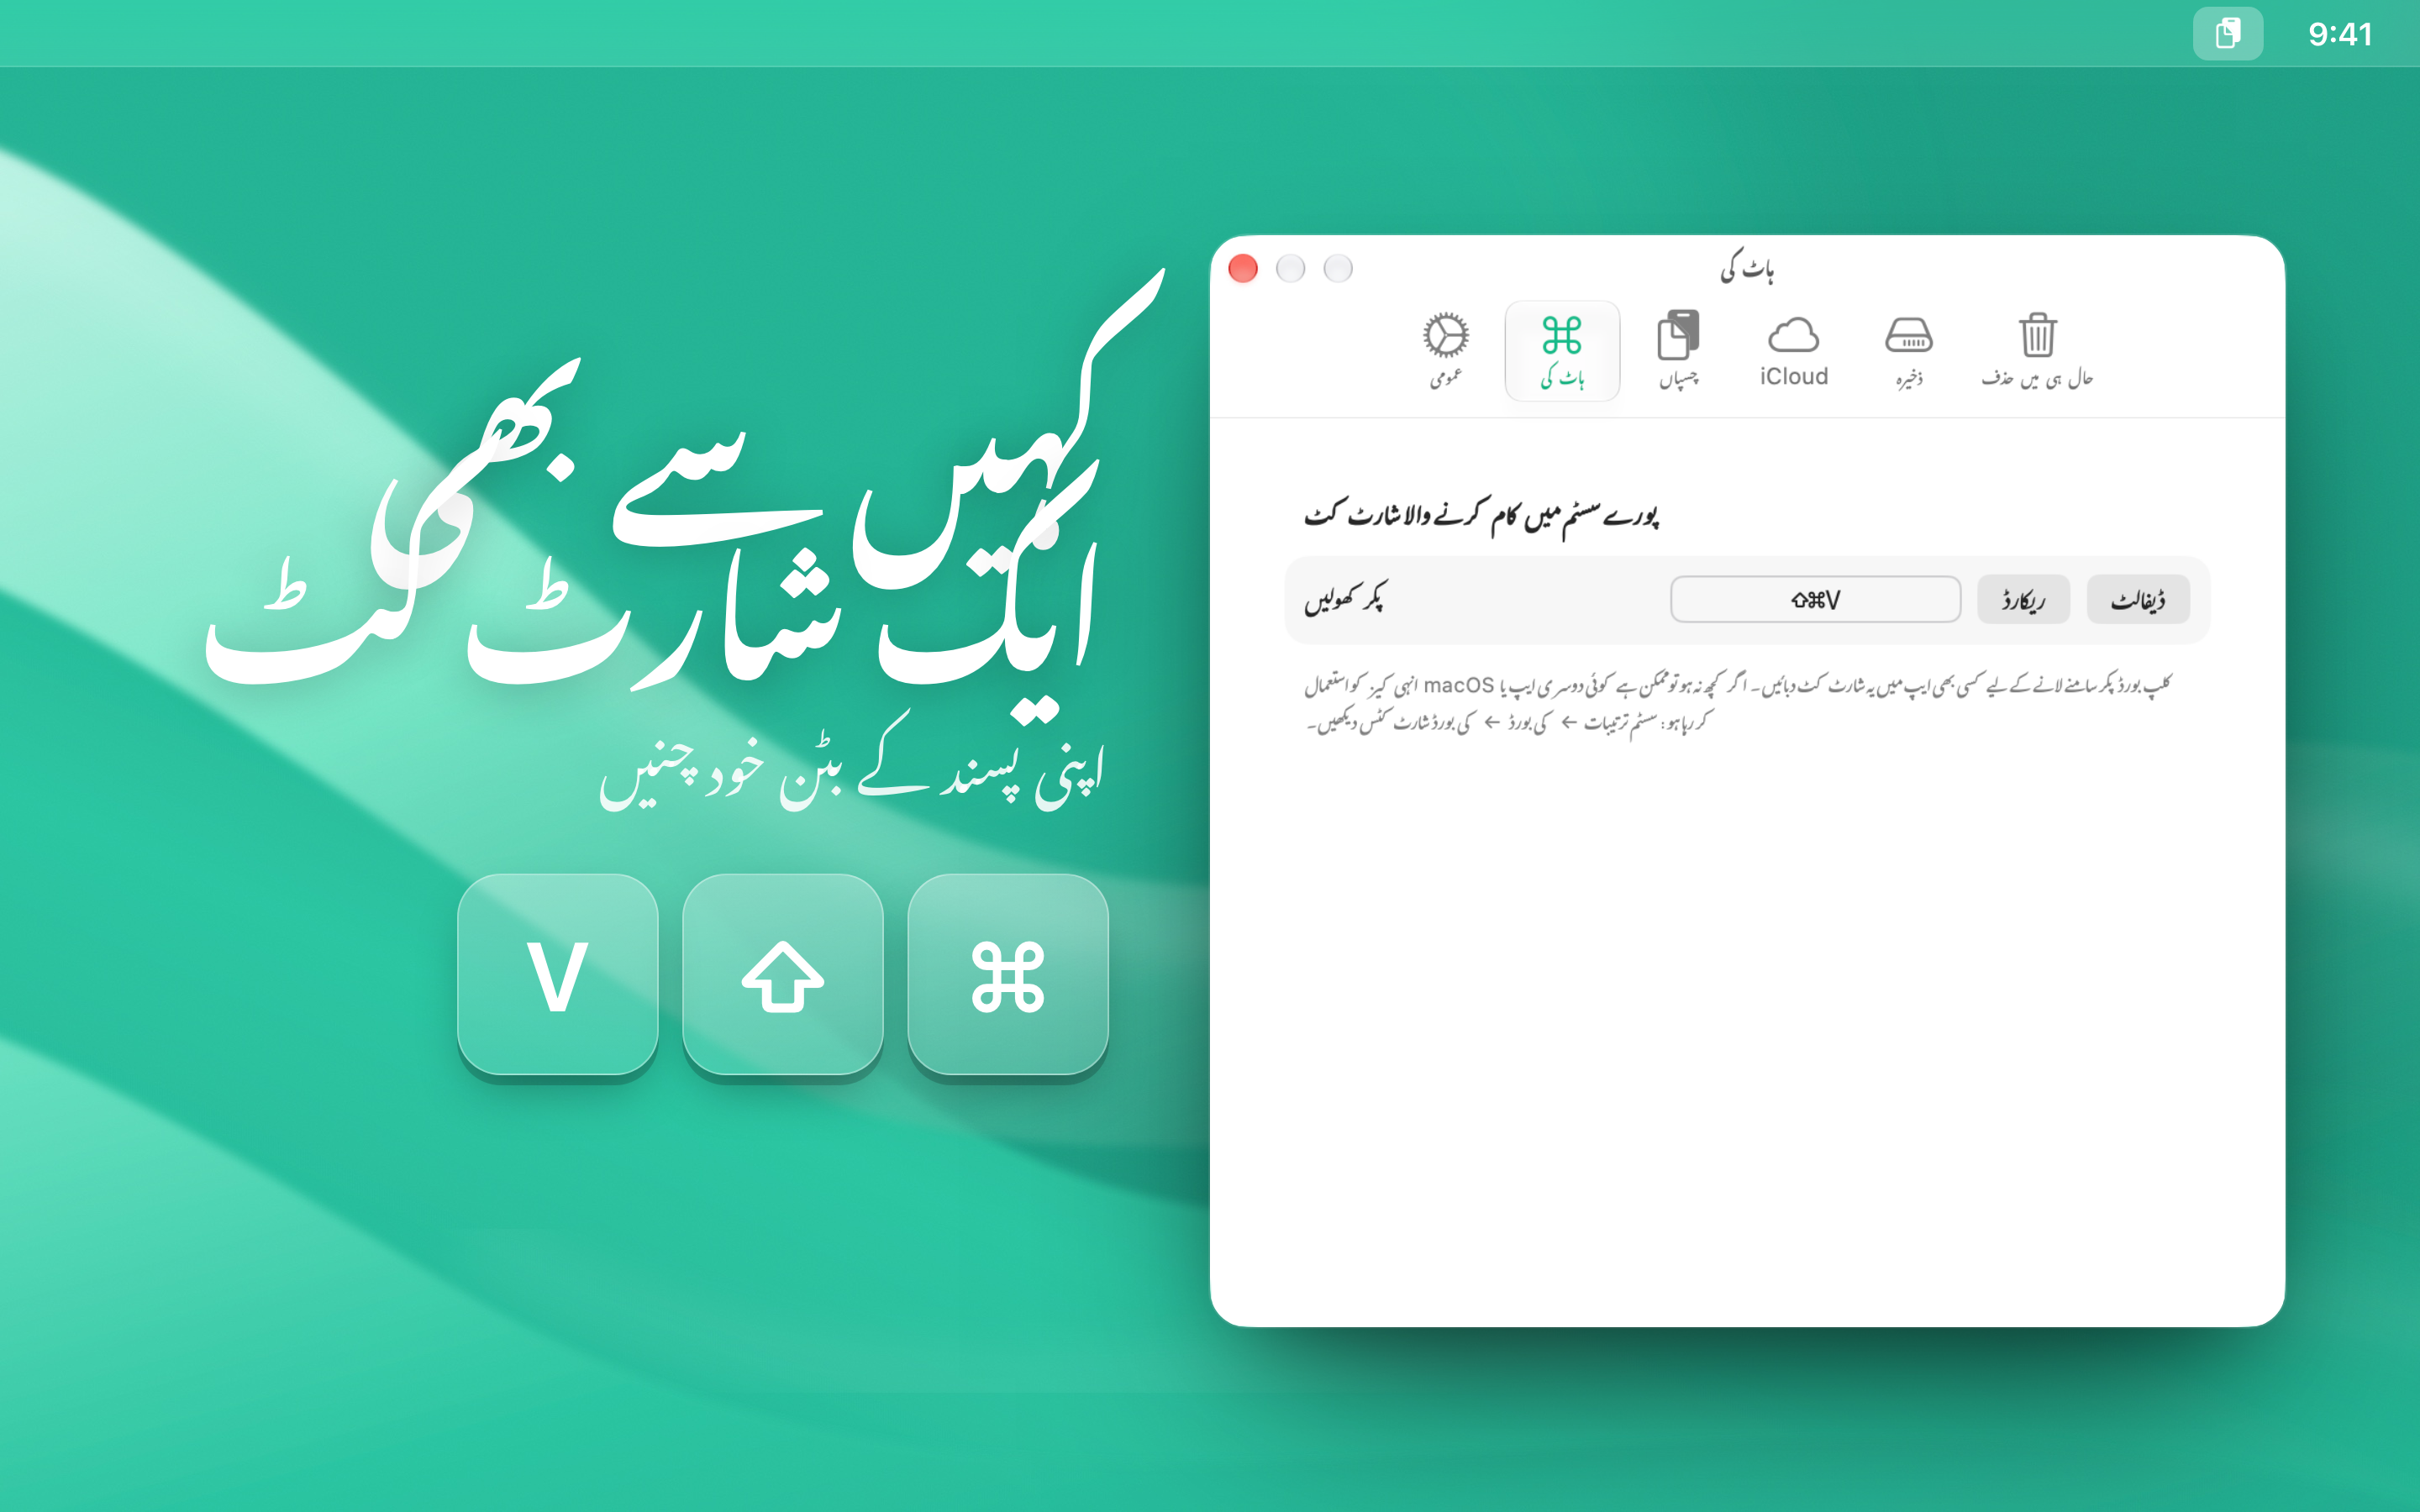 9:41
کہیں سے بھی
ایک شارٹ کٹ
اپنی پسند کے بٹن خود چنیں
⌘ ⇧ V
ہاٹ کی
عمومی
ہاٹ کی
چسپاں
iCloud
ذخیرہ
حال ہی میں حذف
پورے سسٹم میں کام کرنے والا شارٹ کٹ
پکر کھولیں
⇧⌘V
ریکارڈ
ڈیفالٹ
کلپ بورڈ پکر سامنے لانے کے لیے کسی بھی ایپ میں یہ شارٹ کٹ دبائیں۔ اگر کچھ نہ ہو تو ممکن ہے کوئی دوسری ایپ یا macOS انہی کیز کو استعمال
کر رہا ہو: سسٹم ترتیبات ← کی بورڈ ← کی بورڈ شارٹ کٹس دیکھیں۔